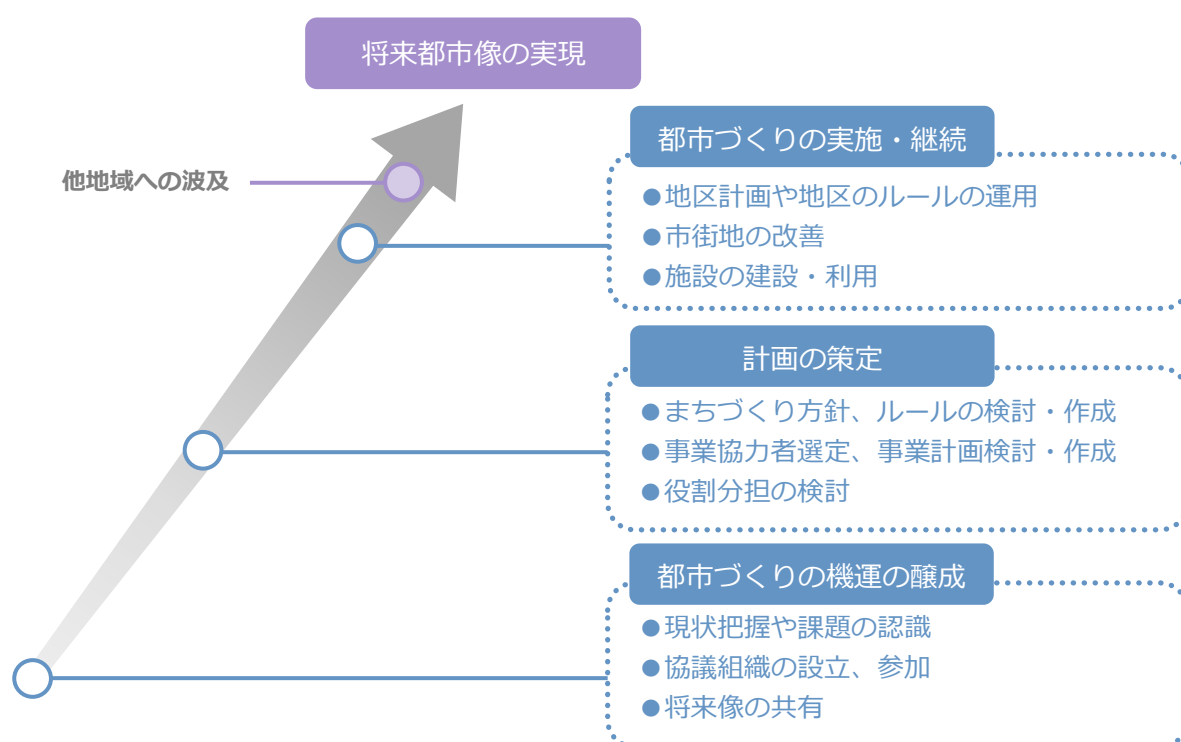 将来都市像の実現
他地域への波及
都市づくりの実施・継続
●地区計画や地区のルールの運用
●市街地の改善
●施設の建設・利用
計画の策定
●まちづくり方針、ルールの検討・作成
●事業協力者選定、事業計画検討・作成
●役割分担の検討
都市づくりの機運の醸成
●現状把握や課題の認識
●協議組織の設立、参加
●将来像の共有